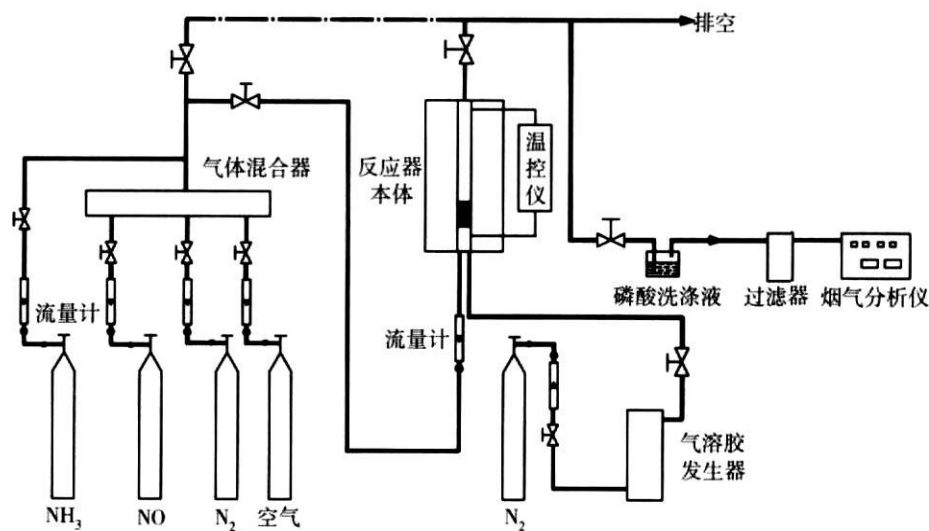 排空
气体混合器
反应器
本体
温控仪
流量计
流量计
磷酸洗涤液
过滤器
烟气分析仪
气溶胶
发生器
NH₃
NO
N₂
空气
N₂